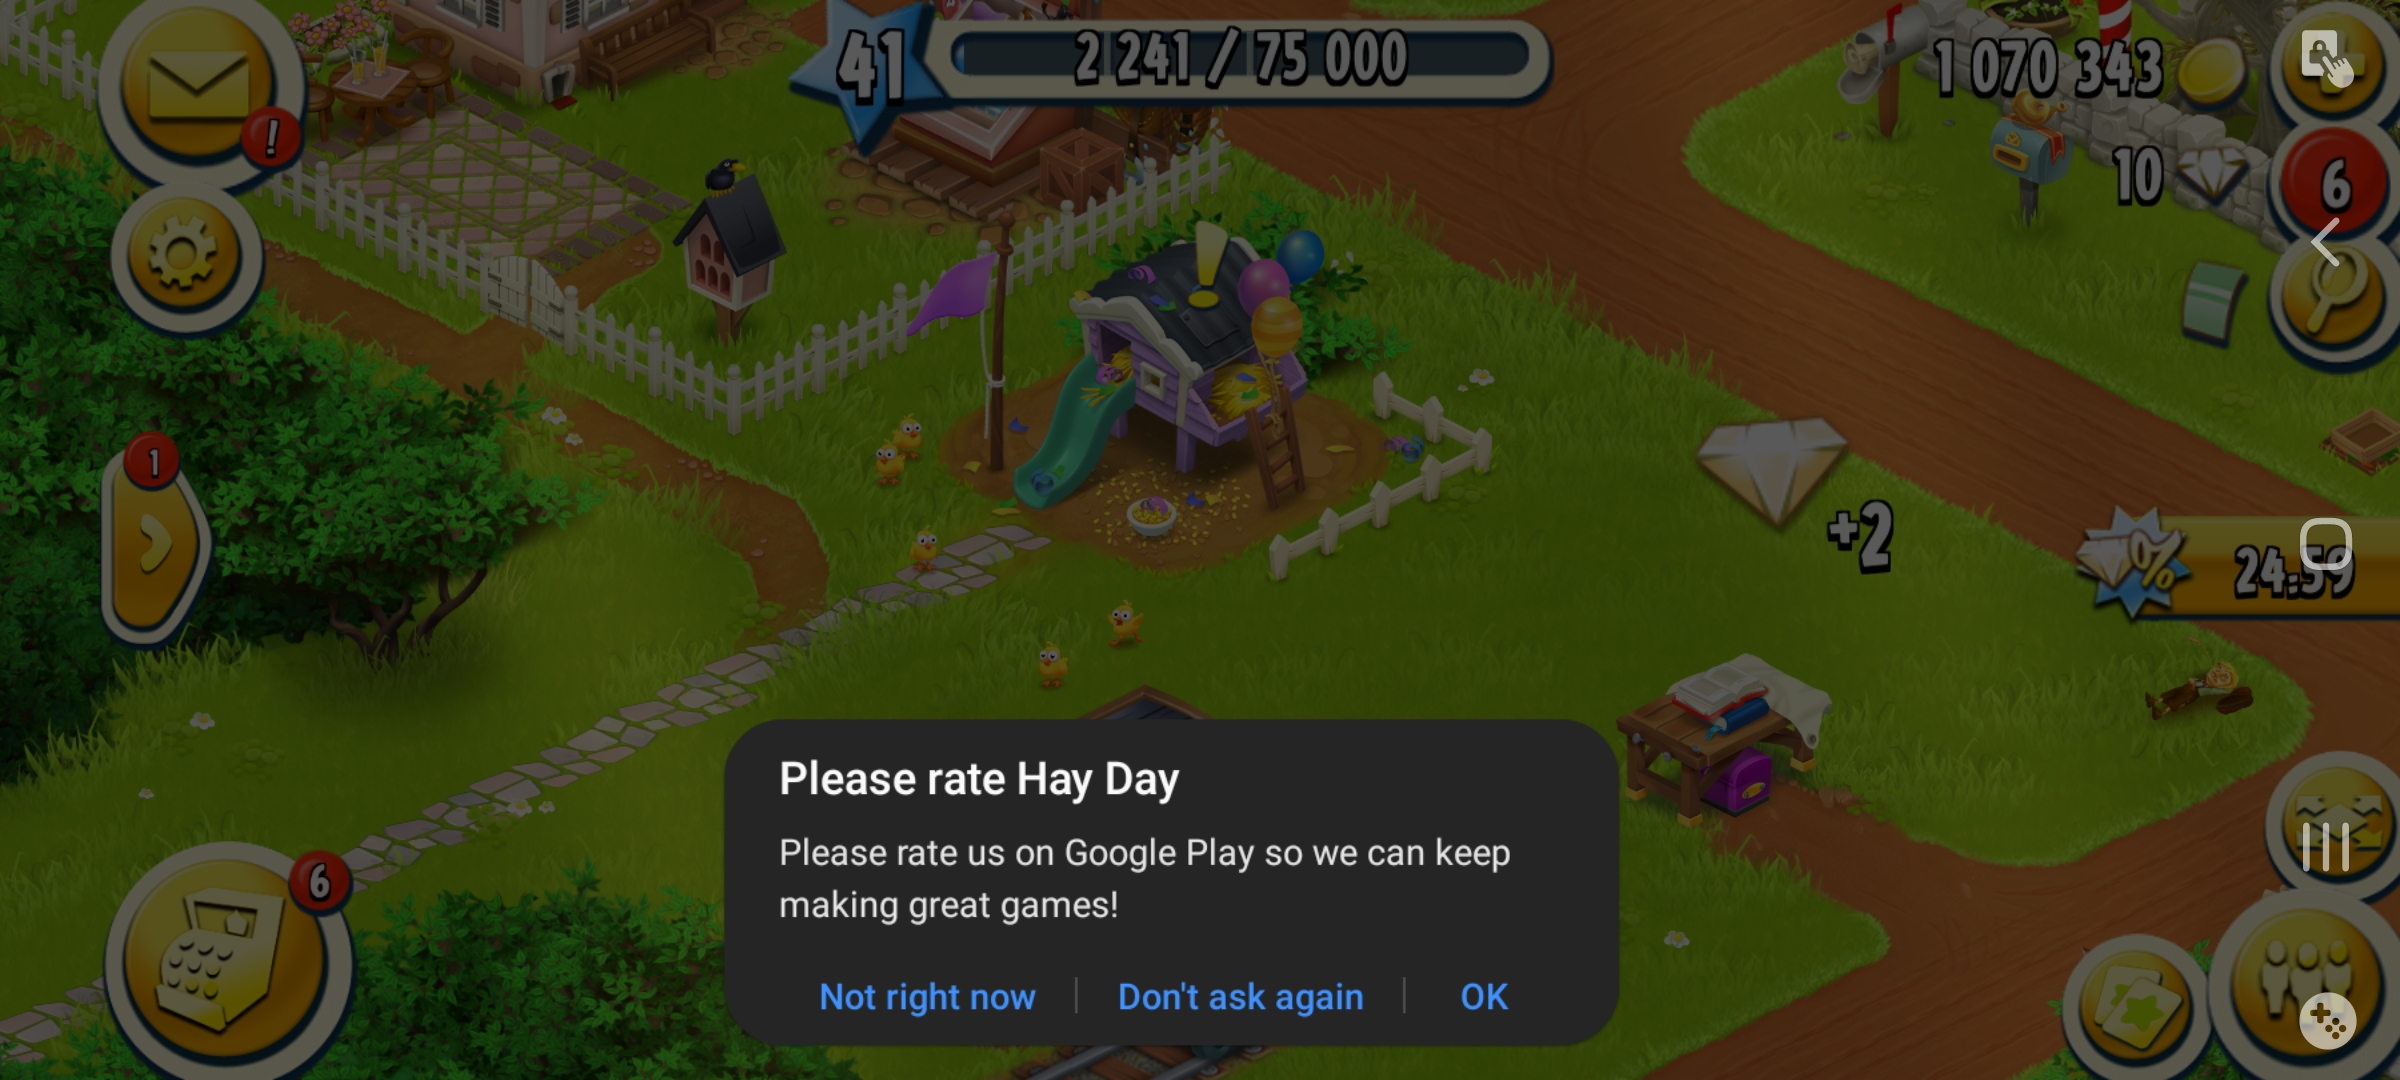 41
2 241 / 75 000
1 070 343
10
6
!
1
+2
0%
24:59
6
Please rate Hay Day
Please rate us on Google Play so we can keep
making great games!
Not right now
Don't ask again
OK